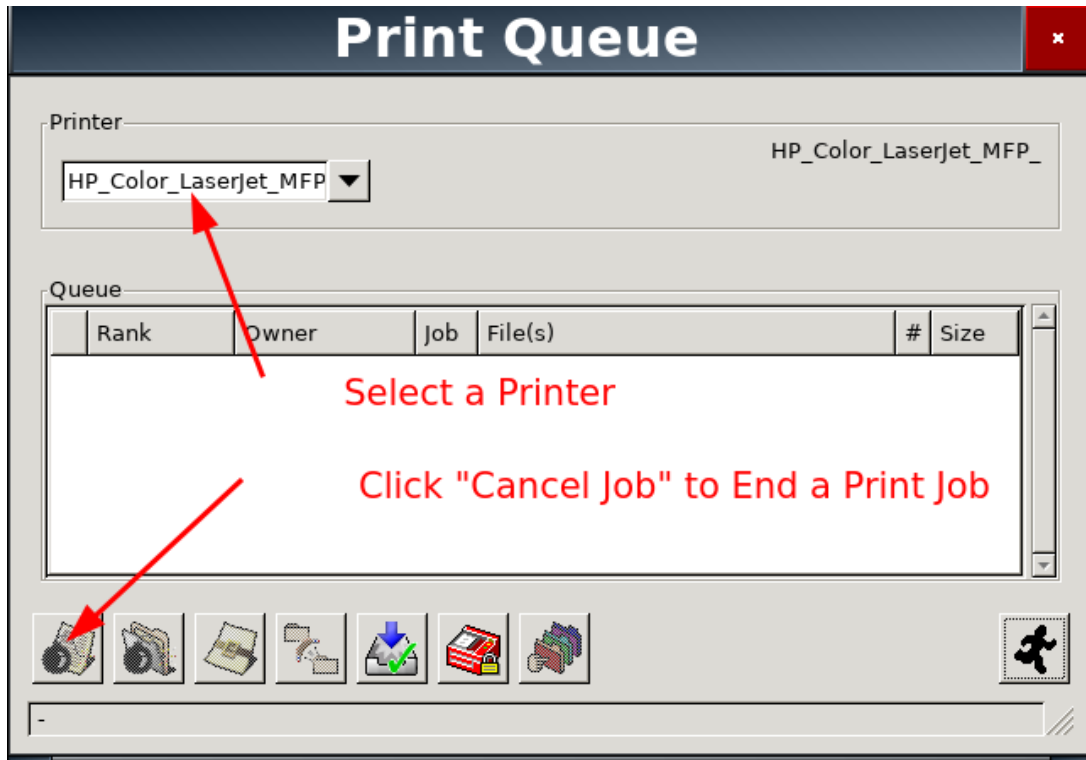 Print Queue
Printer
HP_Color_LaserJet_MFP_
HP_Color_LaserJet_MFP
Queue
Rank Owner Job File(s) # Size
Select a Printer
Click "Cancel Job" to End a Print Job
-